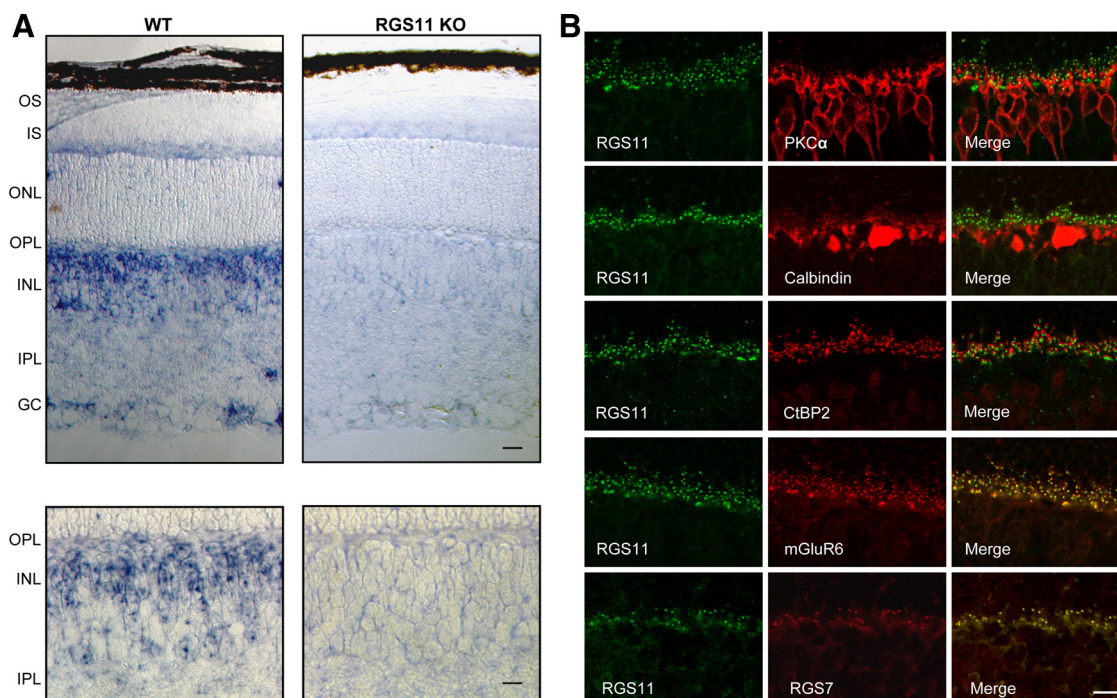 A
WT
RGS11 KO
OS
IS
ONL
OPL
INL
IPL
GC
OPL
INL
IPL
B
RGS11
PKCα
Merge
RGS11
Calbindin
Merge
RGS11
CtBP2
Merge
RGS11
mGluR6
Merge
RGS11
RGS7
Merge